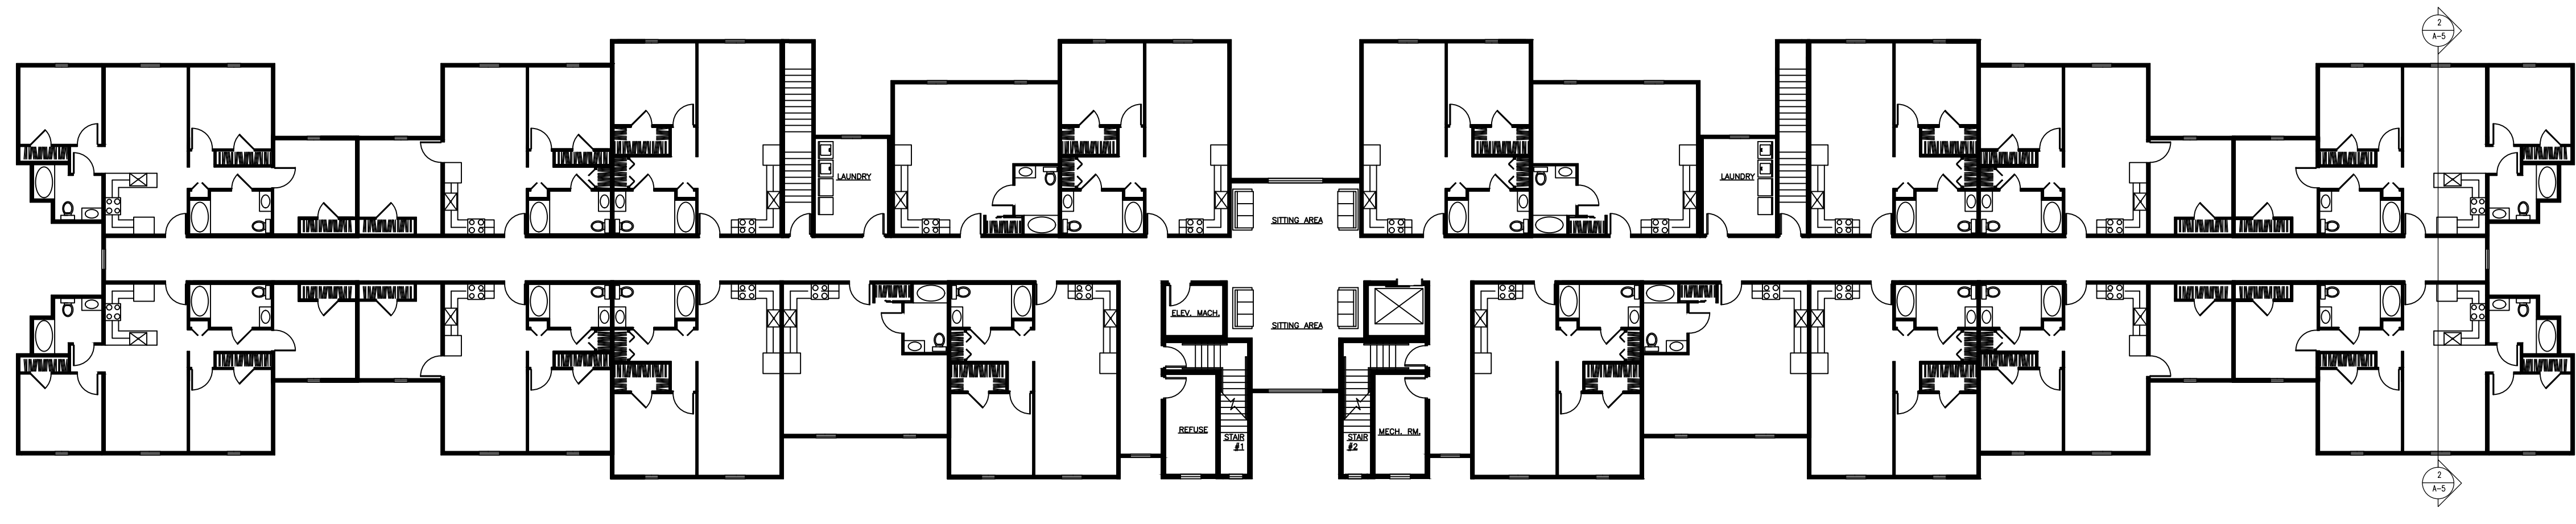 2
A-5
LAUNDRY
LAUNDRY
SITTING AREA
ELEV. MACH.
SITTING AREA
REFUSE
STAIR
#1
STAIR
#2
MECH. RM.
2
A-5